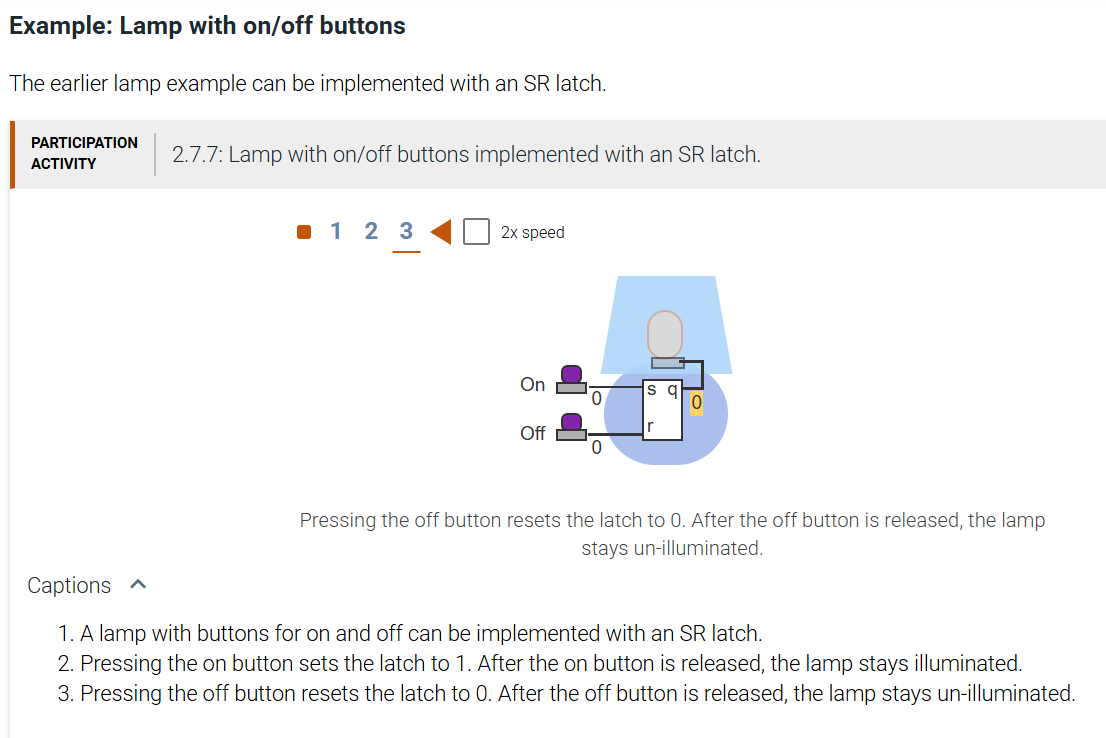 Example: Lamp with on/off buttons
The earlier lamp example can be implemented with an SR latch.
PARTICIPATION
ACTIVITY
2.7.7: Lamp with on/off buttons implemented with an SR latch.
1 2 3 2x speed
On
0
s q
0
Off
0
r
Pressing the off button resets the latch to 0. After the off button is released, the lamp
stays un-illuminated.
Captions
1. A lamp with buttons for on and off can be implemented with an SR latch.
2. Pressing the on button sets the latch to 1. After the on button is released, the lamp stays illuminated.
3. Pressing the off button resets the latch to 0. After the off button is released, the lamp stays un-illuminated.